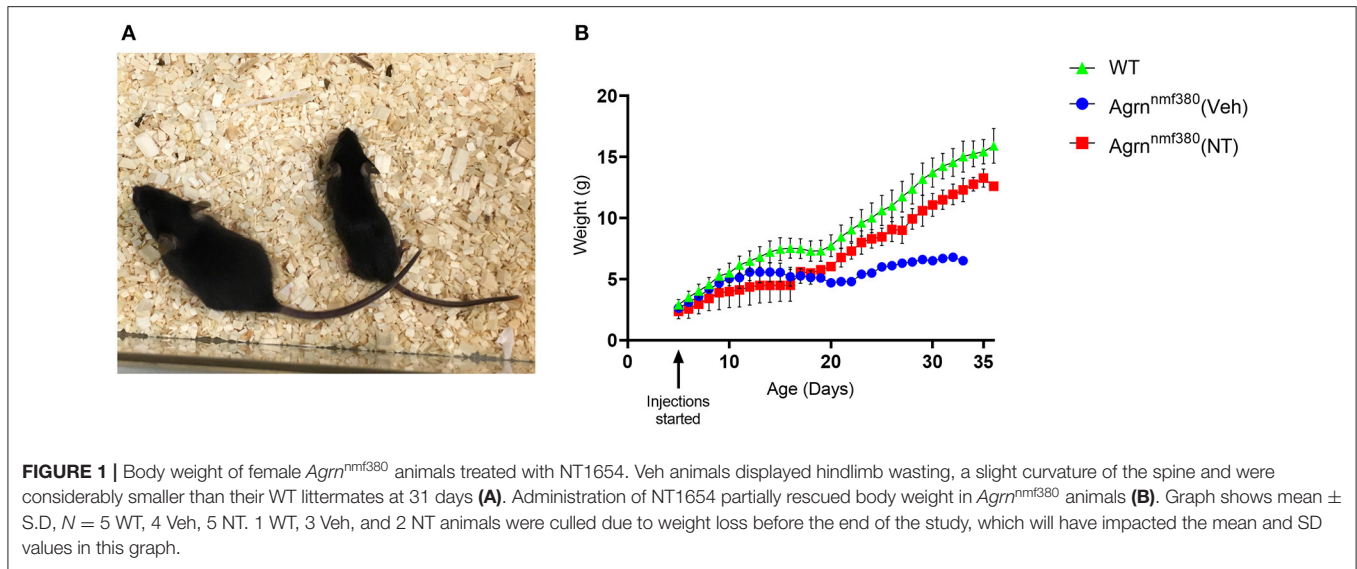 A
B
WT
Agrn^nmf380(Veh)
Agrn^nmf380(NT)
20
15
10
5
0
Weight (g)
0
10
20
30
35
Age (Days)
Injections
started
FIGURE 1 | Body weight of female Agrn^nmf380 animals treated with NT1654. Veh animals displayed hindlimb wasting, a slight curvature of the spine and were
considerably smaller than their WT littermates at 31 days (A). Administration of NT1654 partially rescued body weight in Agrn^nmf380 animals (B). Graph shows mean ±
S.D, N = 5 WT, 4 Veh, 5 NT. 1 WT, 3 Veh, and 2 NT animals were culled due to weight loss before the end of the study, which will have impacted the mean and SD
values in this graph.